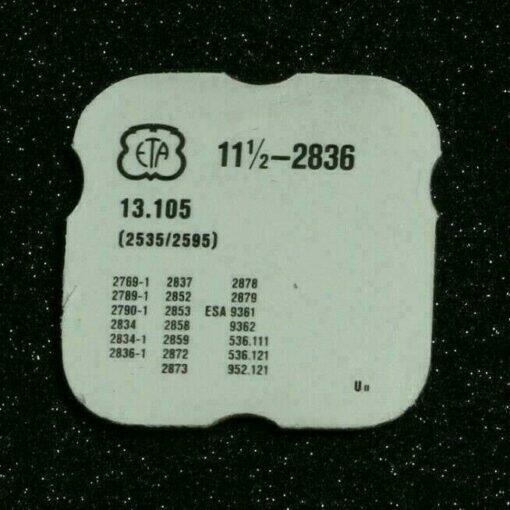 ETA 11½-2836
13.105
(2535/2595)
2769-1 2837 2878
2789-1 2852 2879
2790-1 2853 ESA 9361
2834 2858 9362
2834-1 2859 536.111
2836-1 2872 536.121
2873 952.121
Un